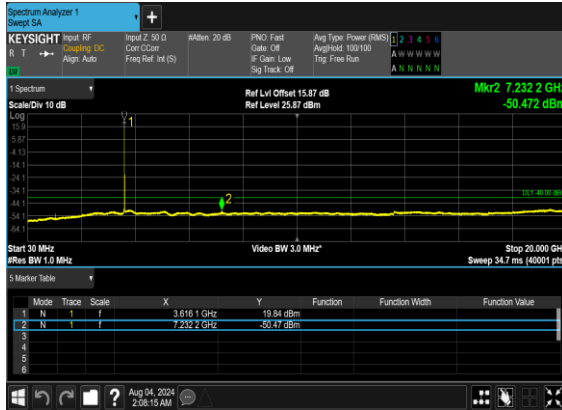 Spectrum Analyzer 1
Swept SA
+
KEYSIGHT Input: RF Input Z: 50 Ω #Atten: 20 dB PNO: Fast Avg Type: Power (RMS) 1 2 3 4 5 6
R T Coupling: DC Corr CCorr Gate: Off Avg|Hold: 100/100 A W W W W W
Align: Auto Freq Ref: Int (S) IF Gain: Low Trig: Free Run
Sig Track: Off A N N N N N
1 Spectrum Ref Lvl Offset 15.87 dB Mkr2 7.232 2 GHz
Scale/Div 10 dB Ref Level 25.87 dBm -50.472 dBm
Log
1
15.9
5.87
-4.13
-14.1
-24.1
-34.1
DL1 -40.00 dBm
-44.1
2
-54.1
-64.1
Start 30 MHz Video BW 3.0 MHz* Stop 20.000 GHz
#Res BW 1.0 MHz Sweep 34.7 ms (40001 pts)
5 Marker Table
Mode Trace Scale X Y Function Function Width Function Value
1 N 1 f 3.616 1 GHz 19.84 dBm
2 N 1 f 7.232 2 GHz -50.47 dBm
3
4
5
6
? Aug 04, 2024
2:08:15 AM